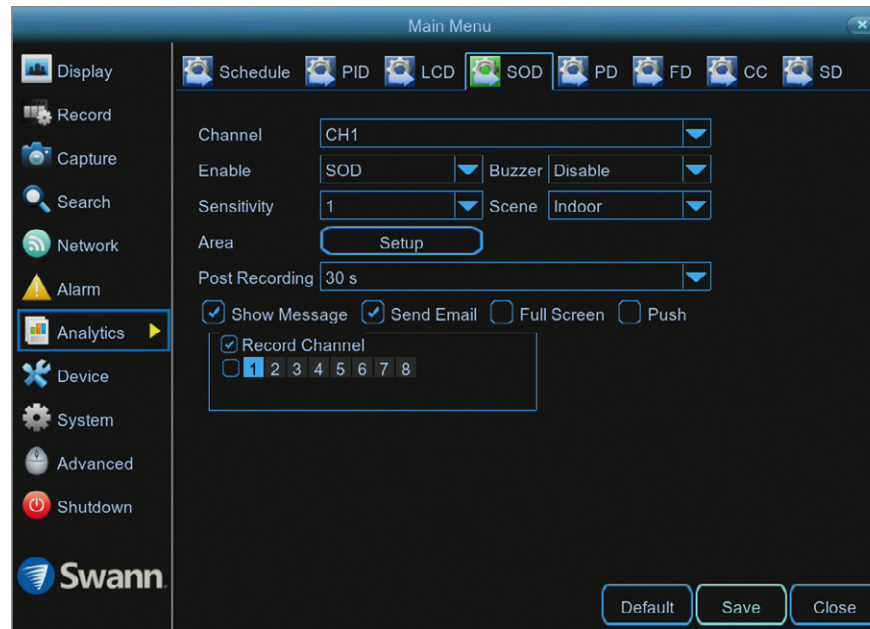 Main Menu
Display
Record
Capture
Search
Network
Alarm
Analytics
Device
System
Advanced
Shutdown
Swann
Schedule PID LCD SOD PD FD CC SD
Channel CH1
Enable SOD Buzzer Disable
Sensitivity 1 Scene Indoor
Area Setup
Post Recording 30 s
Show Message Send Email Full Screen Push
Record Channel
1 2 3 4 5 6 7 8
Default Save Close